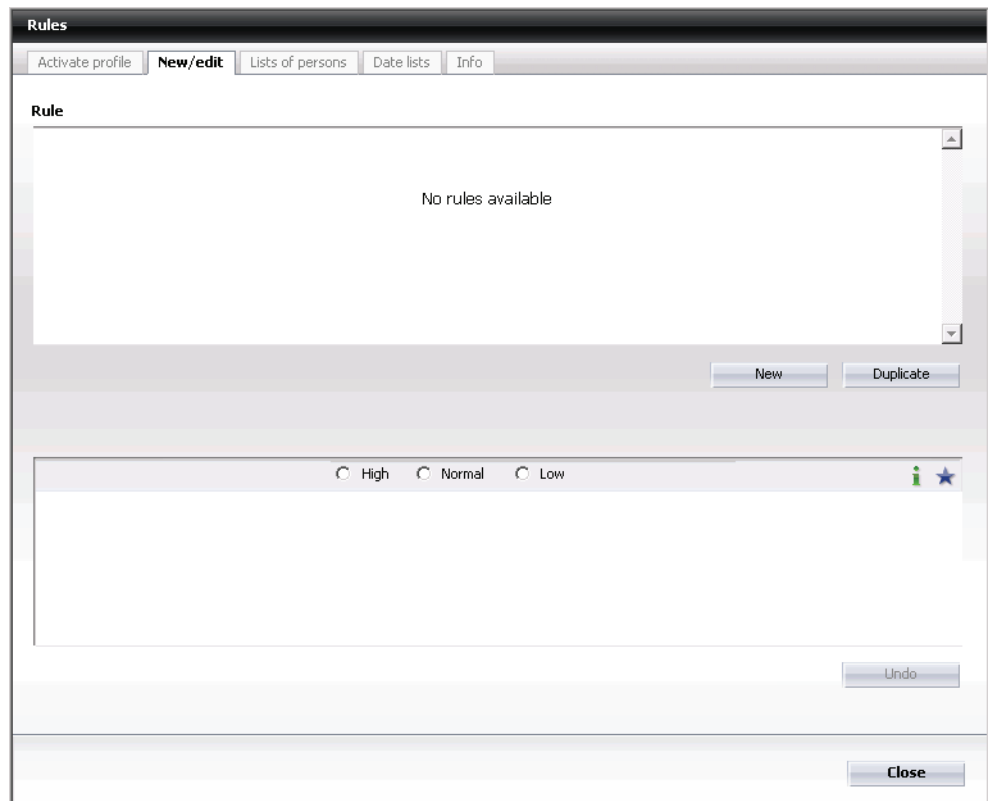 Rules
Activate profile New/edit Lists of persons Date lists Info
Rule
No rules available
New Duplicate
High Normal Low
Undo
Close